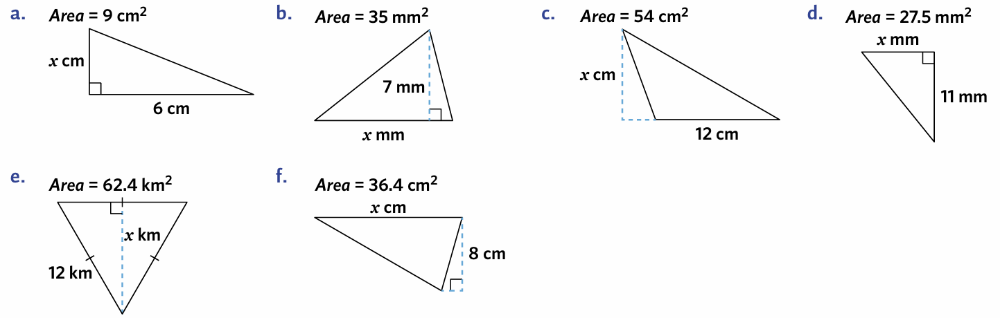 a.
Area = 9 cm²
x cm
6 cm
b.
Area = 35 mm²
7 mm
x mm
c.
Area = 54 cm²
x cm
12 cm
d.
Area = 27.5 mm²
x mm
11 mm
e.
Area = 62.4 km²
x km
12 km
f.
Area = 36.4 cm²
x cm
8 cm